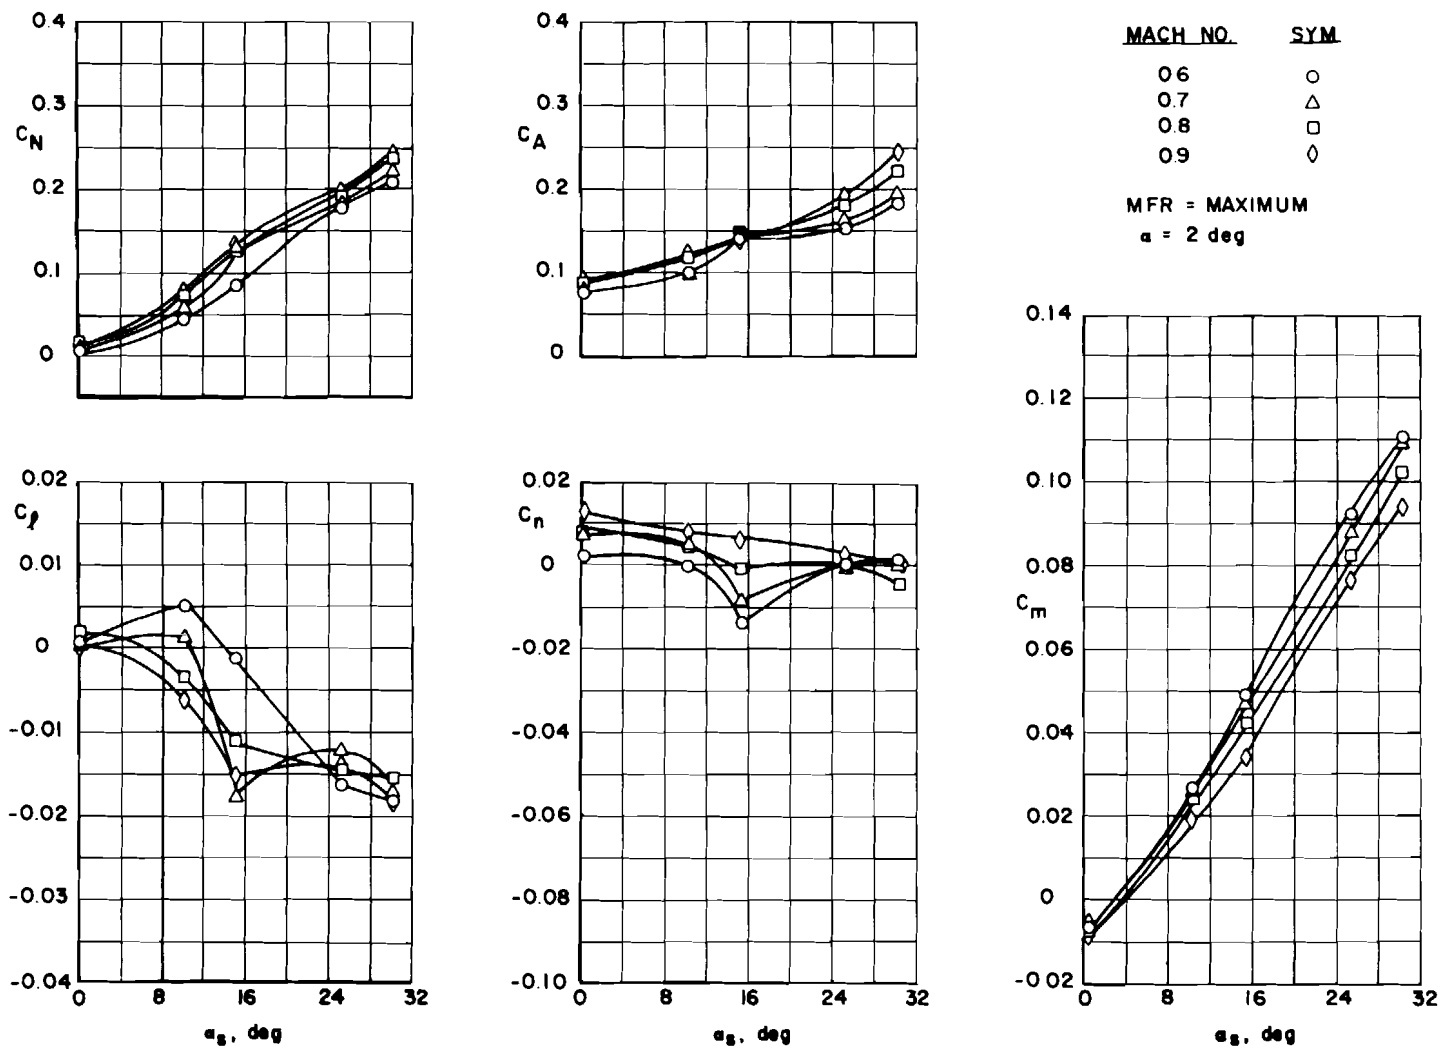 0.4
0.3
C_N
0.2
0.1
0
0.4
0.3
C_A
0.2
0.1
0
MACH NO. SYM
0.6
0.7
0.8
0.9
MFR = MAXIMUM
α = 2 deg
0.02
C_ℓ
0.01
0
-0.01
-0.02
-0.03
-0.04
0 8 16 24 32
α_s, deg
0.02
C_n
0
-0.02
-0.04
-0.06
-0.08
-0.10
0 8 16 24 32
α_s, deg
0.14
0.12
0.10
0.08
C_m
0.06
0.04
0.02
0
-0.02
0 8 16 24 32
α_s, deg